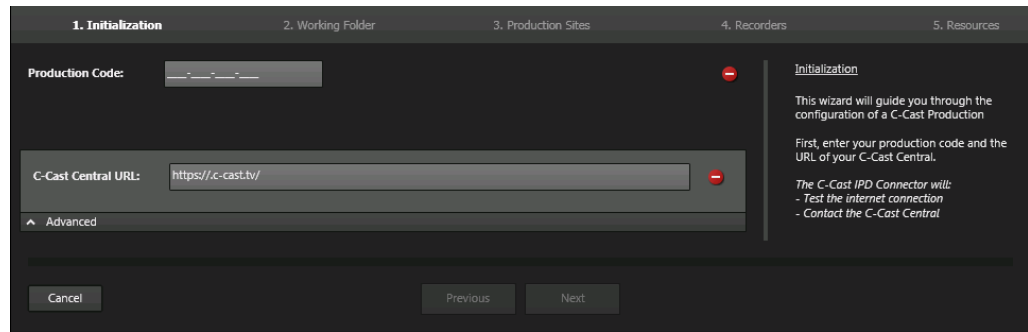 1. Initialization
2. Working Folder
3. Production Sites
4. Recorders
5. Resources
Production Code:
___-___-___-___
C-Cast Central URL:
https://.c-cast.tv/
Advanced
Initialization
This wizard will guide you through the
configuration of a C-Cast Production
First, enter your production code and the
URL of your C-Cast Central.
The C-Cast IPD Connector will:
- Test the internet connection
- Contact the C-Cast Central
Cancel
Previous
Next